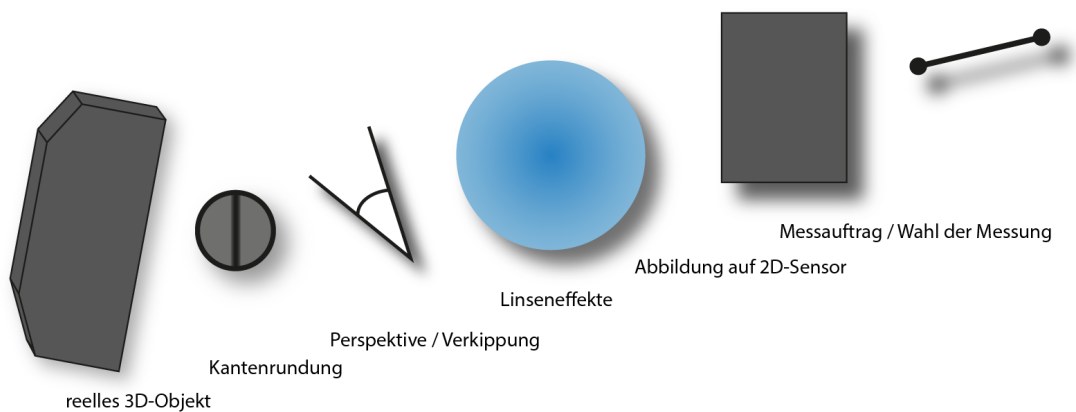 reelles 3D-Objekt
Kantenrundung
Perspektive / Verkippung
Linseneffekte
Abbildung auf 2D-Sensor
Messauftrag / Wahl der Messung